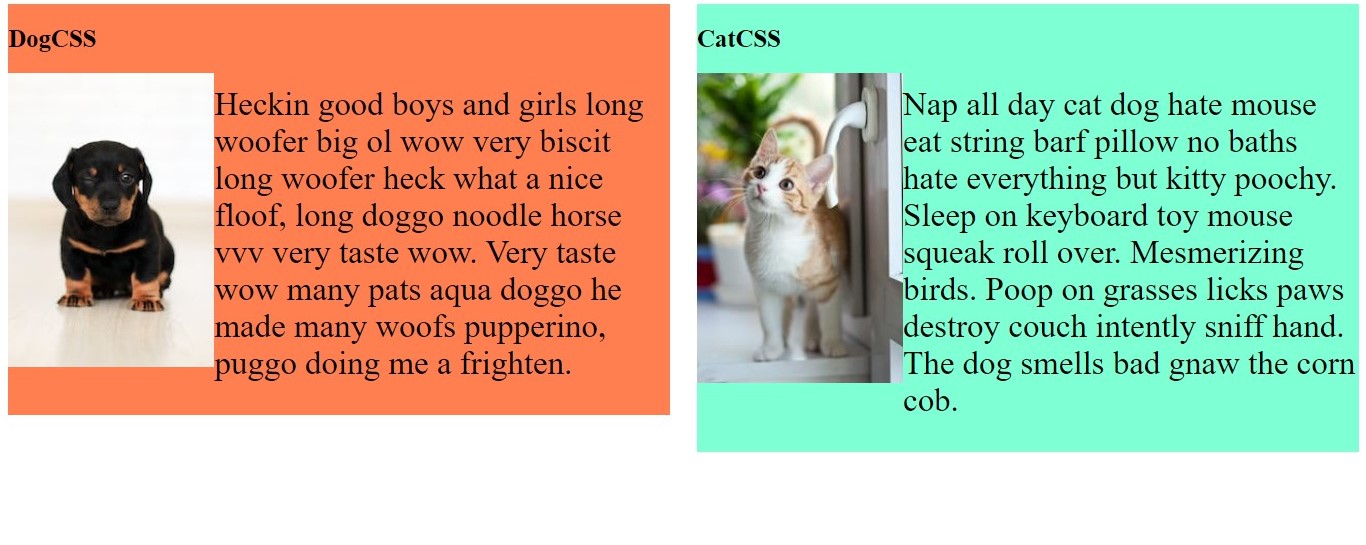 DogCSS
Heckin good boys and girls long
woofer big ol wow very biscit
long woofer heck what a nice
floof, long doggo noodle horse
vvv very taste wow. Very taste
wow many pats aqua doggo he
made many woofs pupperino,
puggo doing me a frighten.
CatCSS
Nap all day cat dog hate mouse
eat string barf pillow no baths
hate everything but kitty poochy.
Sleep on keyboard toy mouse
squeak roll over. Mesmerizing
birds. Poop on grasses licks paws
destroy couch intently sniff hand.
The dog smells bad gnaw the corn
cob.